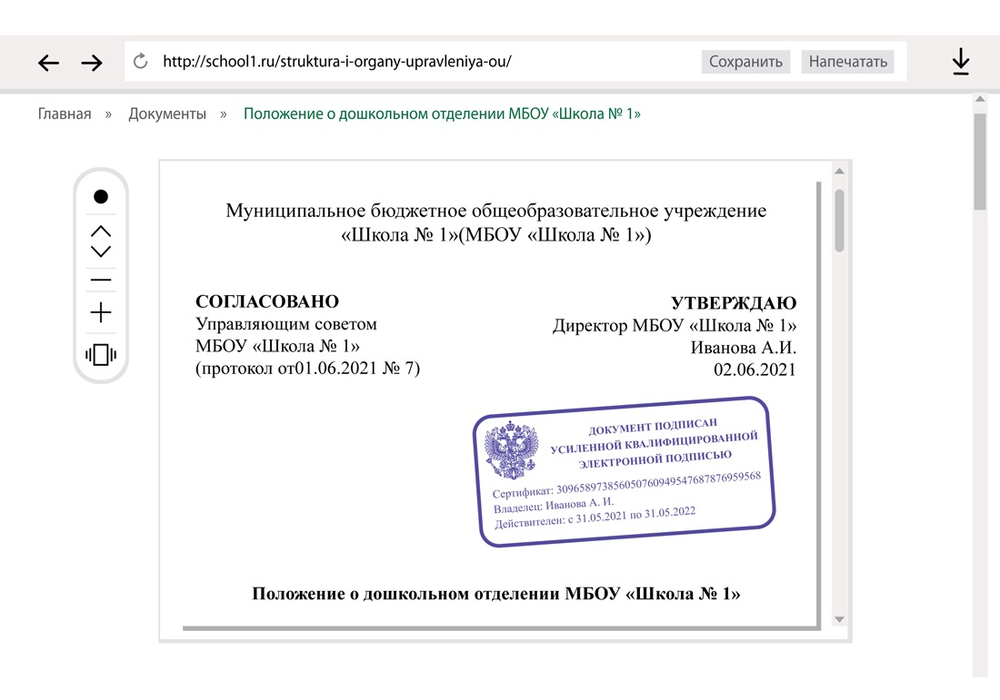 http://school1.ru/struktura-i-organy-upravleniya-ou/
Сохранить
Напечатать
Главная » Документы » Положение о дошкольном отделении МБОУ «Школа № 1»
Муниципальное бюджетное общеобразовательное учреждение
«Школа № 1»(МБОУ «Школа № 1»)
СОГЛАСОВАНО
Управляющим советом
МБОУ «Школа № 1»
(протокол от01.06.2021 № 7)
УТВЕРЖДАЮ
Директор МБОУ «Школа № 1»
Иванова А.И.
02.06.2021
ДОКУМЕНТ ПОДПИСАН
УСИЛЕННОЙ КВАЛИФИЦИРОВАННОЙ
ЭЛЕКТРОННОЙ ПОДПИСЬЮ
Сертификат: 309658973856050760949547687876959568
Владелец: Иванова А. И.
Действителен: с 31.05.2021 по 31.05.2022
Положение о дошкольном отделении МБОУ «Школа № 1»